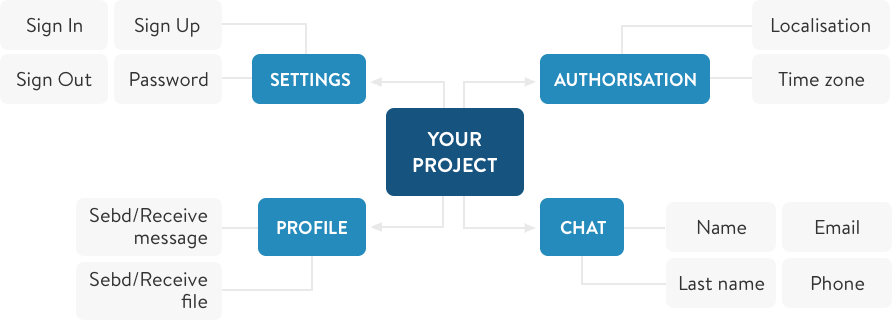 Sign In
Sign Up
Localisation
Sign Out
Password
SETTINGS
AUTHORISATION
Time zone
YOUR
PROJECT
Sebd/Receive
message
PROFILE
CHAT
Name
Email
Sebd/Receive
file
Last name
Phone